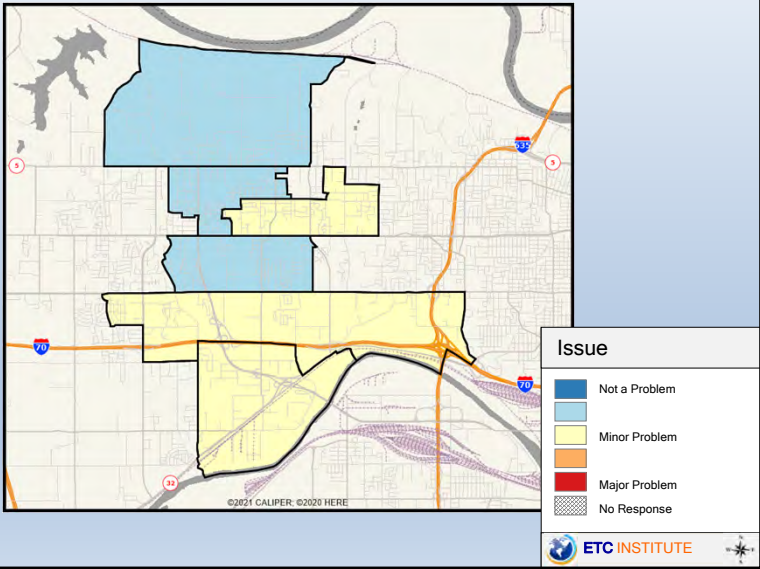 635
5
5
70
Issue
Not a Problem
70
Minor Problem
Major Problem
32
©2021 CALIPER; ©2020 HERE
No Response
ETC INSTITUTE